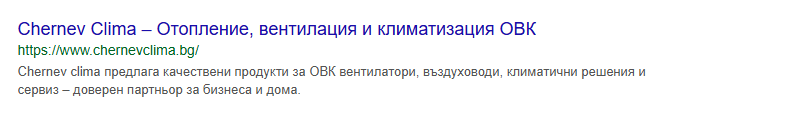 Chernev Clima – Отопление, вентилация и климатизация ОВК
https://www.chernevclima.bg/
Chernev clima предлага качествени продукти за ОВК вентилатори, въздуховоди, климатични решения и
сервиз – доверен партньор за бизнеса и дома.